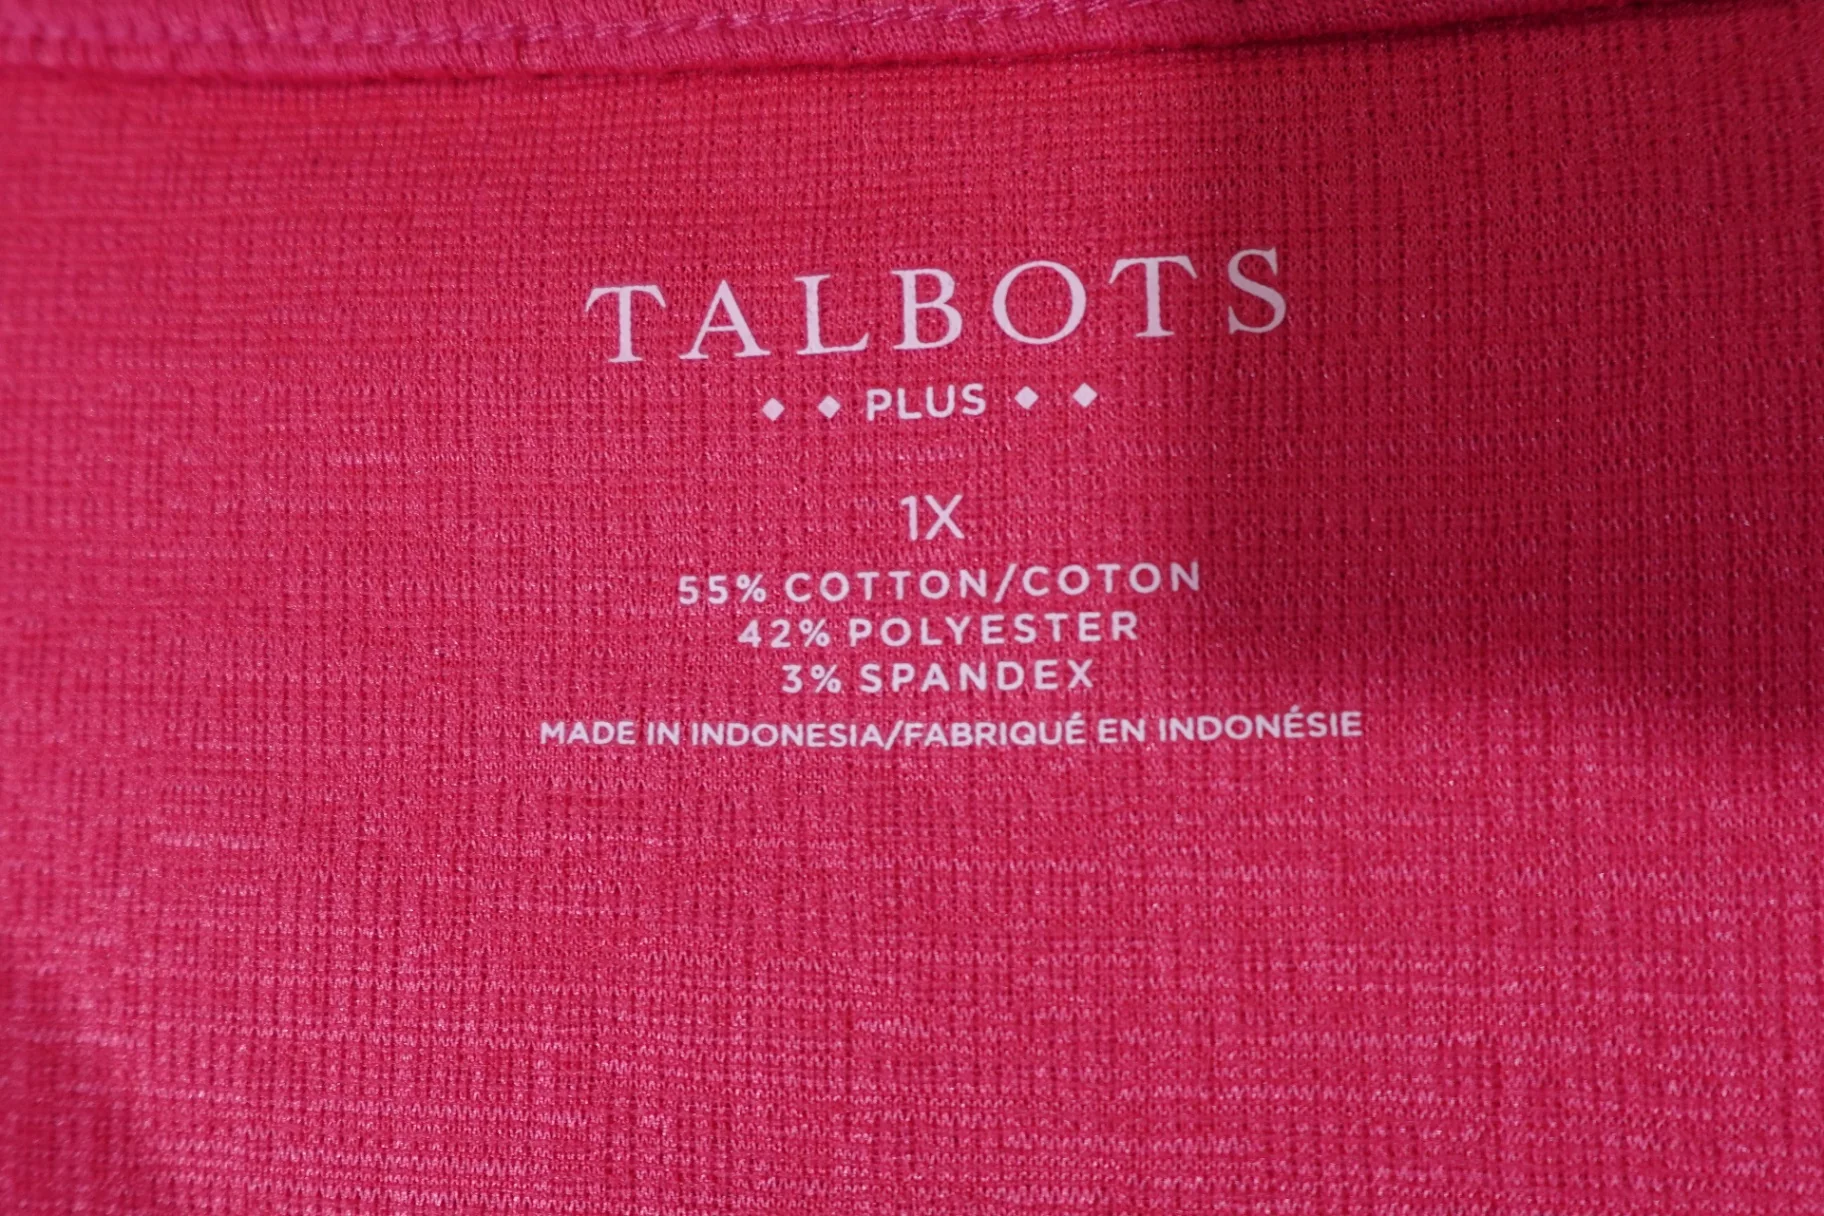 TALBOTS
PLUS
1X
55% COTTON/COTON
42% POLYESTER
3% SPANDEX
MADE IN INDONESIA/FABRIQUÉ EN INDONÉSIE